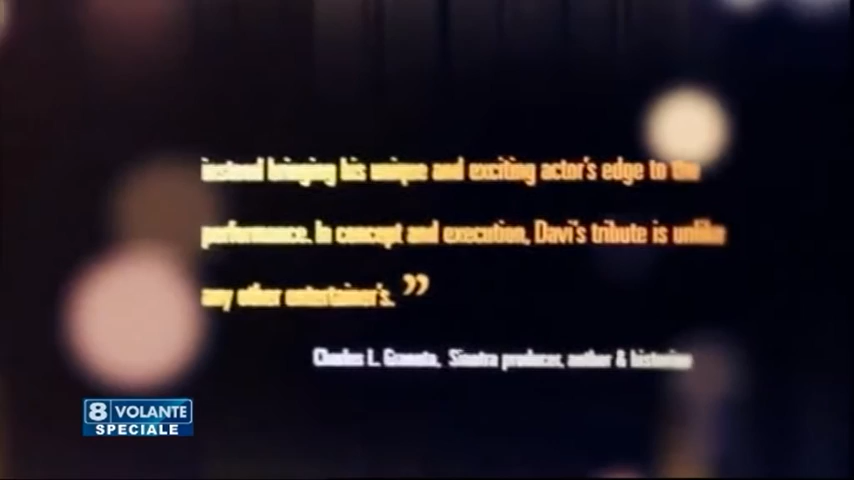 instead bringing his unique and exciting actor's edge to the
performance. In concept and execution, Davi's tribute is unlike
any other entertainer's.”
Charles L. Granata, Sinatra producer, author & historian
8 VOLANTE
SPECIALE